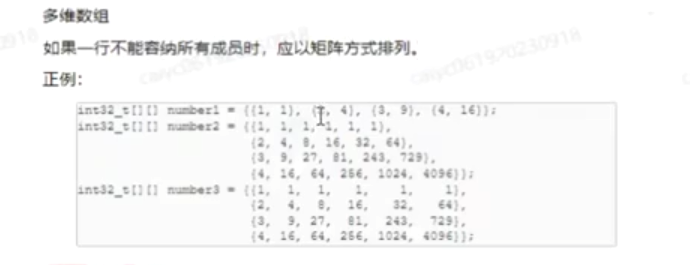 多维数组
如果一行不能容纳所有成员时，应以矩阵方式排列。
正例：
int32_t[][] number1 = {{1, 1}, { , 4}, {3, 9}, {4, 16}};
int32_t[][] number2 = {{1, 1, 1, 1, 1, 1},
{2, 4, 8, 16, 32, 64},
{3, 9, 27, 81, 243, 729},
{4, 16, 64, 256, 1024, 4096}};
int32_t[][] number3 = {{1, 1, 1, 1, 1, 1},
{2, 4, 8, 16, 32, 64},
{3, 9, 27, 81, 243, 729},
{4, 16, 64, 256, 1024, 4096}};